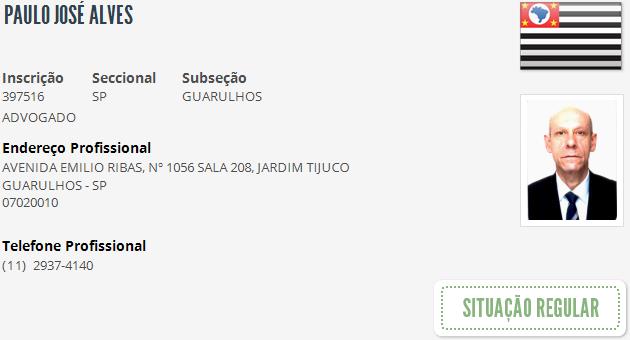 PAULO JOSÉ ALVES
Inscrição Seccional Subseção
397516 SP GUARULHOS
ADVOGADO
Endereço Profissional
AVENIDA EMILIO RIBAS, Nº 1056 SALA 208, JARDIM TIJUCO
GUARULHOS - SP
07020010
Telefone Profissional
(11) 2937-4140
SITUAÇÃO REGULAR